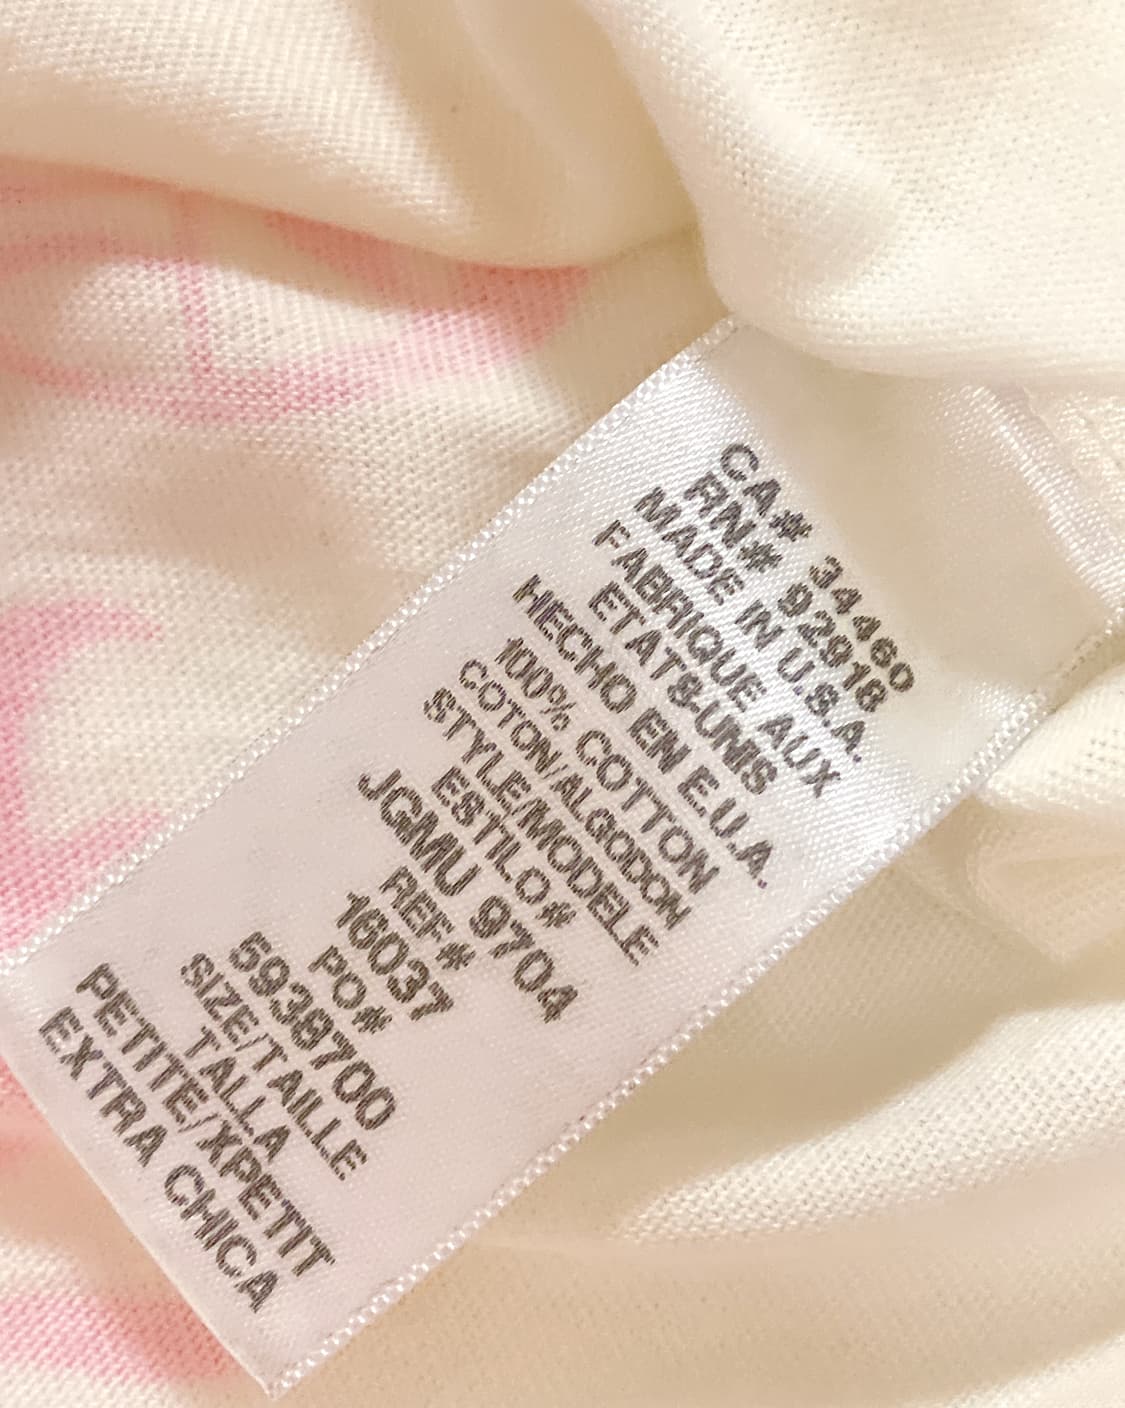 CA# 34460
RN# 92918
MADE IN U.S.A.
FABRIQUE AUX
ETATS-UNIS
HECHO EN E.U.A.
100% COTTON
COTON/ALGODON
STYLE/MODELE
ESTILO#
JGMU 9704
REF#
16037
PO#
5938700
SIZE/TAILLE
TALLA
PETITE/XPETIT
EXTRA CHICA